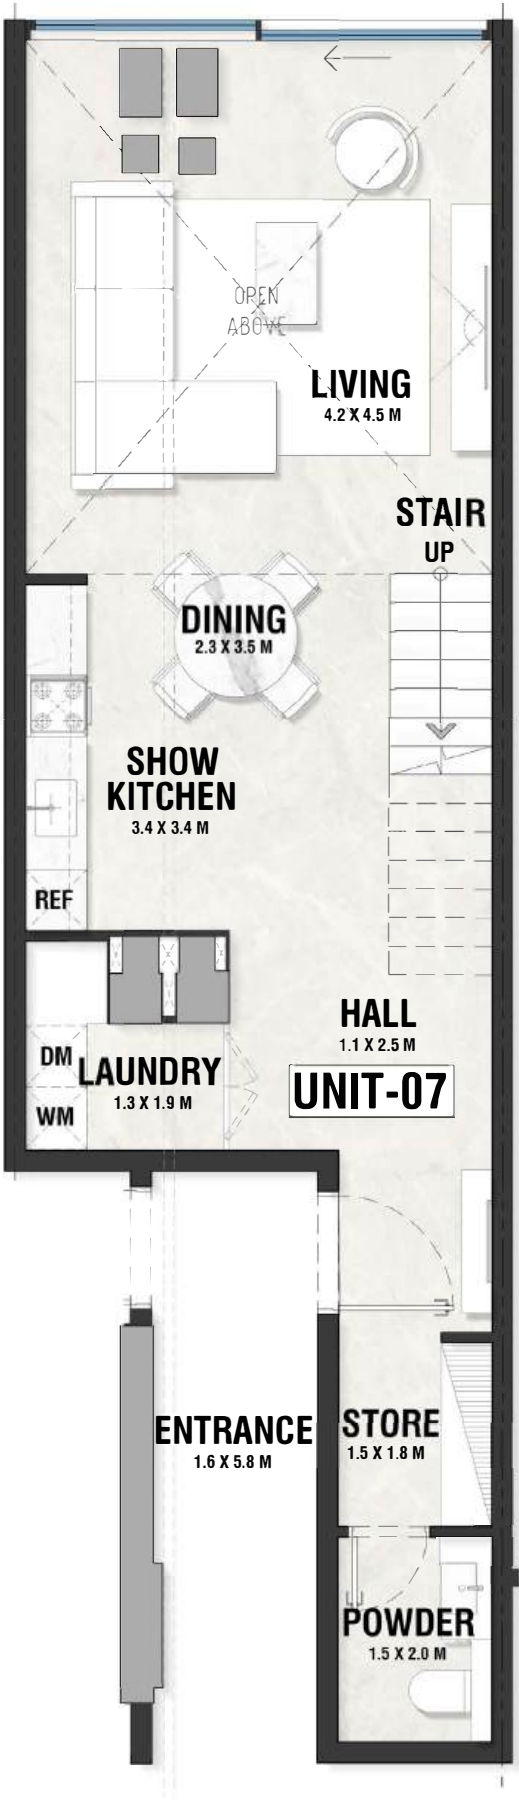 OPEN
ABOVE
LIVING
4.2 X 4.5 M
STAIR
UP
DINING
2.3 X 3.5 M
SHOW
KITCHEN
3.4 X 3.4 M
REF
HALL
1.1 X 2.5 M
DM
LAUNDRY
1.3 X 1.9 M
WM
UNIT-07
ENTRANCE
1.6 X 5.8 M
STORE
1.5 X 1.8 M
POWDER
1.5 X 2.0 M